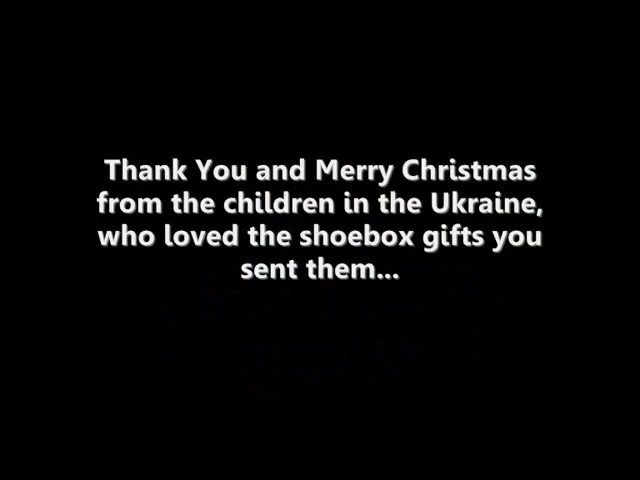 Thank You and Merry Christmas
from the children in the Ukraine,
who loved the shoebox gifts you
sent them...